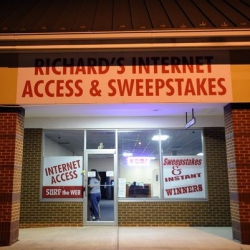 RICHARD'S INTERNET
ACCESS & SWEEPSTAKES
INTERNET
ACCESS
SURF the WEB
Sweepstakes
&
INSTANT
WINNERS